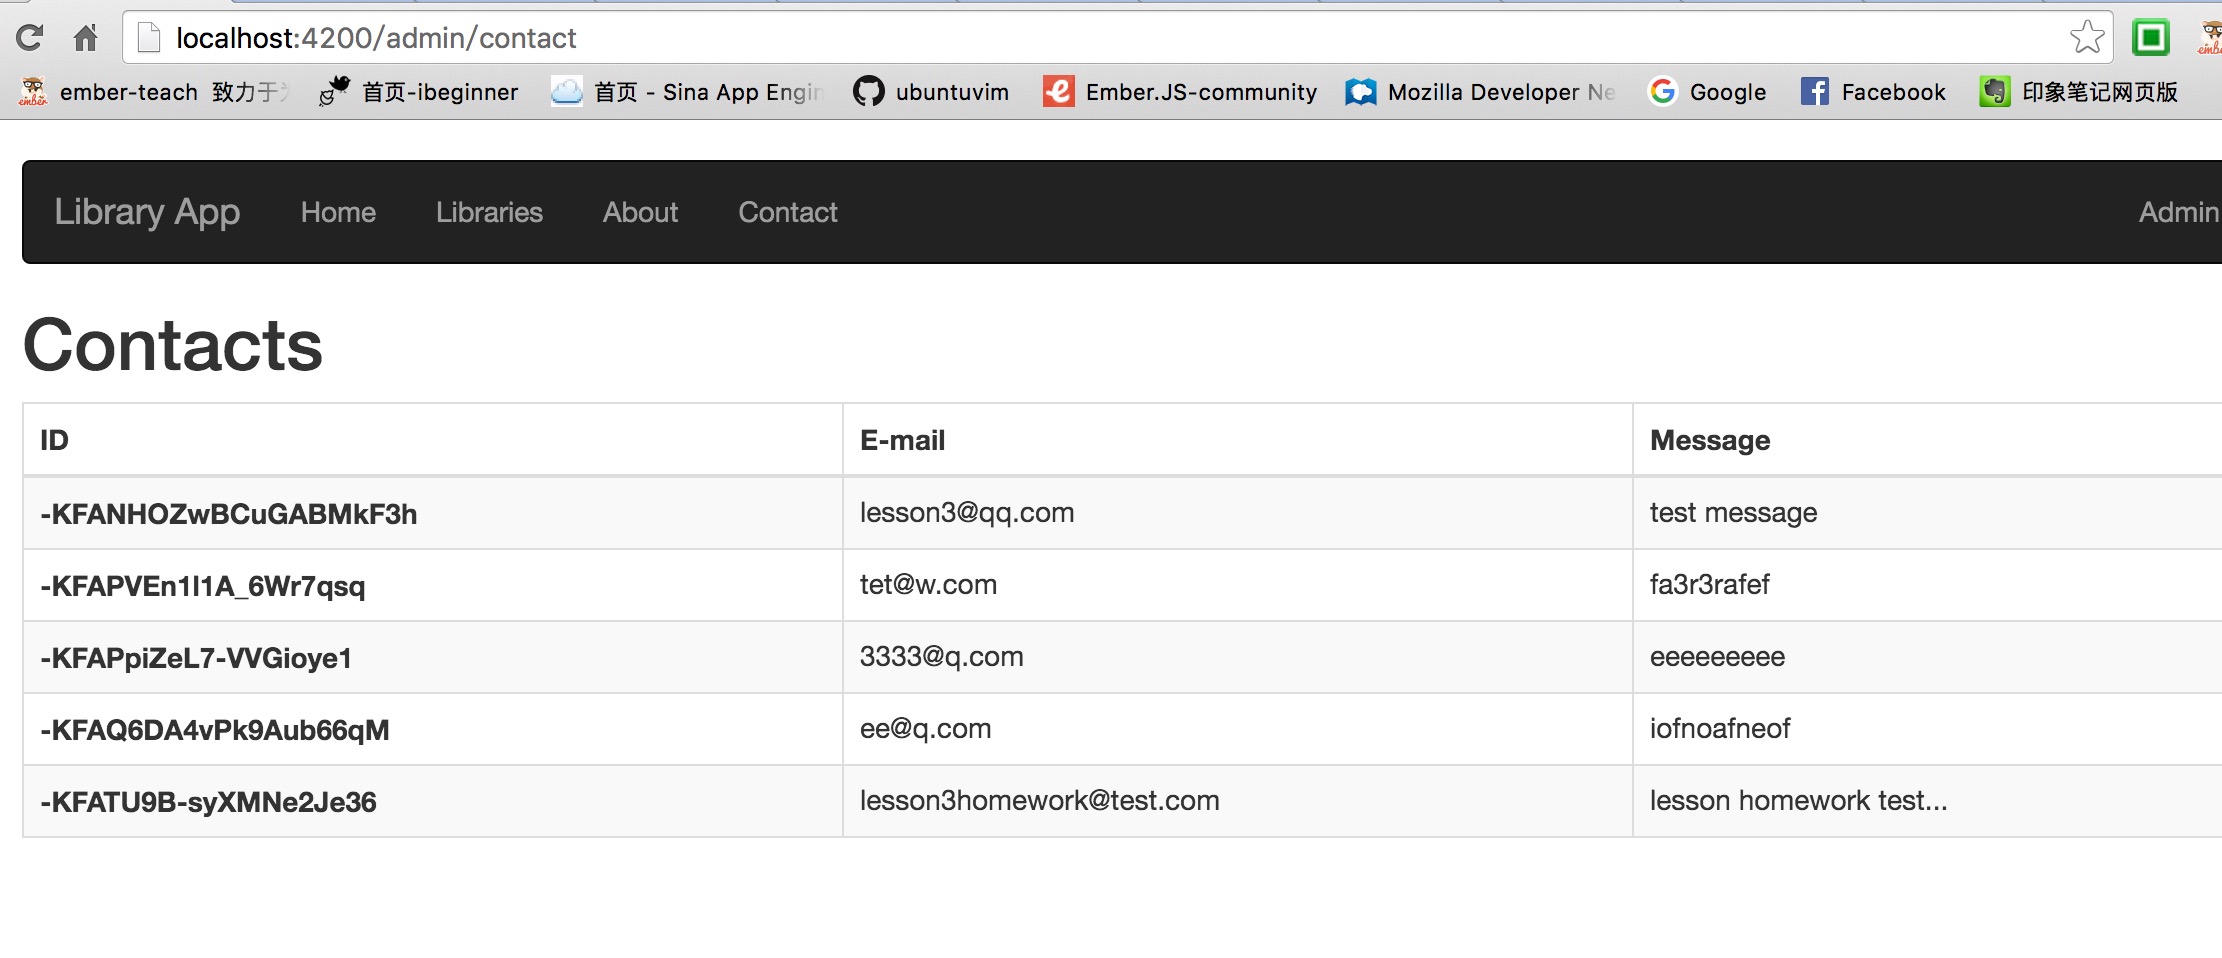 localhost:4200/admin/contact
ember-teach 致力于 首页-ibeginner 首页 - Sina App Engin ubuntuvim Ember.JS-community Mozilla Developer Ne Google Facebook 印象笔记网页版
Library App Home Libraries About Contact Admin
Contacts
ID E-mail Message
-KFANHOZwBCuGABMkF3h lesson3@qq.com test message
-KFAPVEn1l1A_6Wr7qsq tet@w.com fa3r3rafef
-KFAPpiZeL7-VVGioye1 3333@q.com eeeeeeeee
-KFAQ6DA4vPk9Aub66qM ee@q.com iofnoafneof
-KFATU9B-syXMNe2Je36 lesson3homework@test.com lesson homework test...